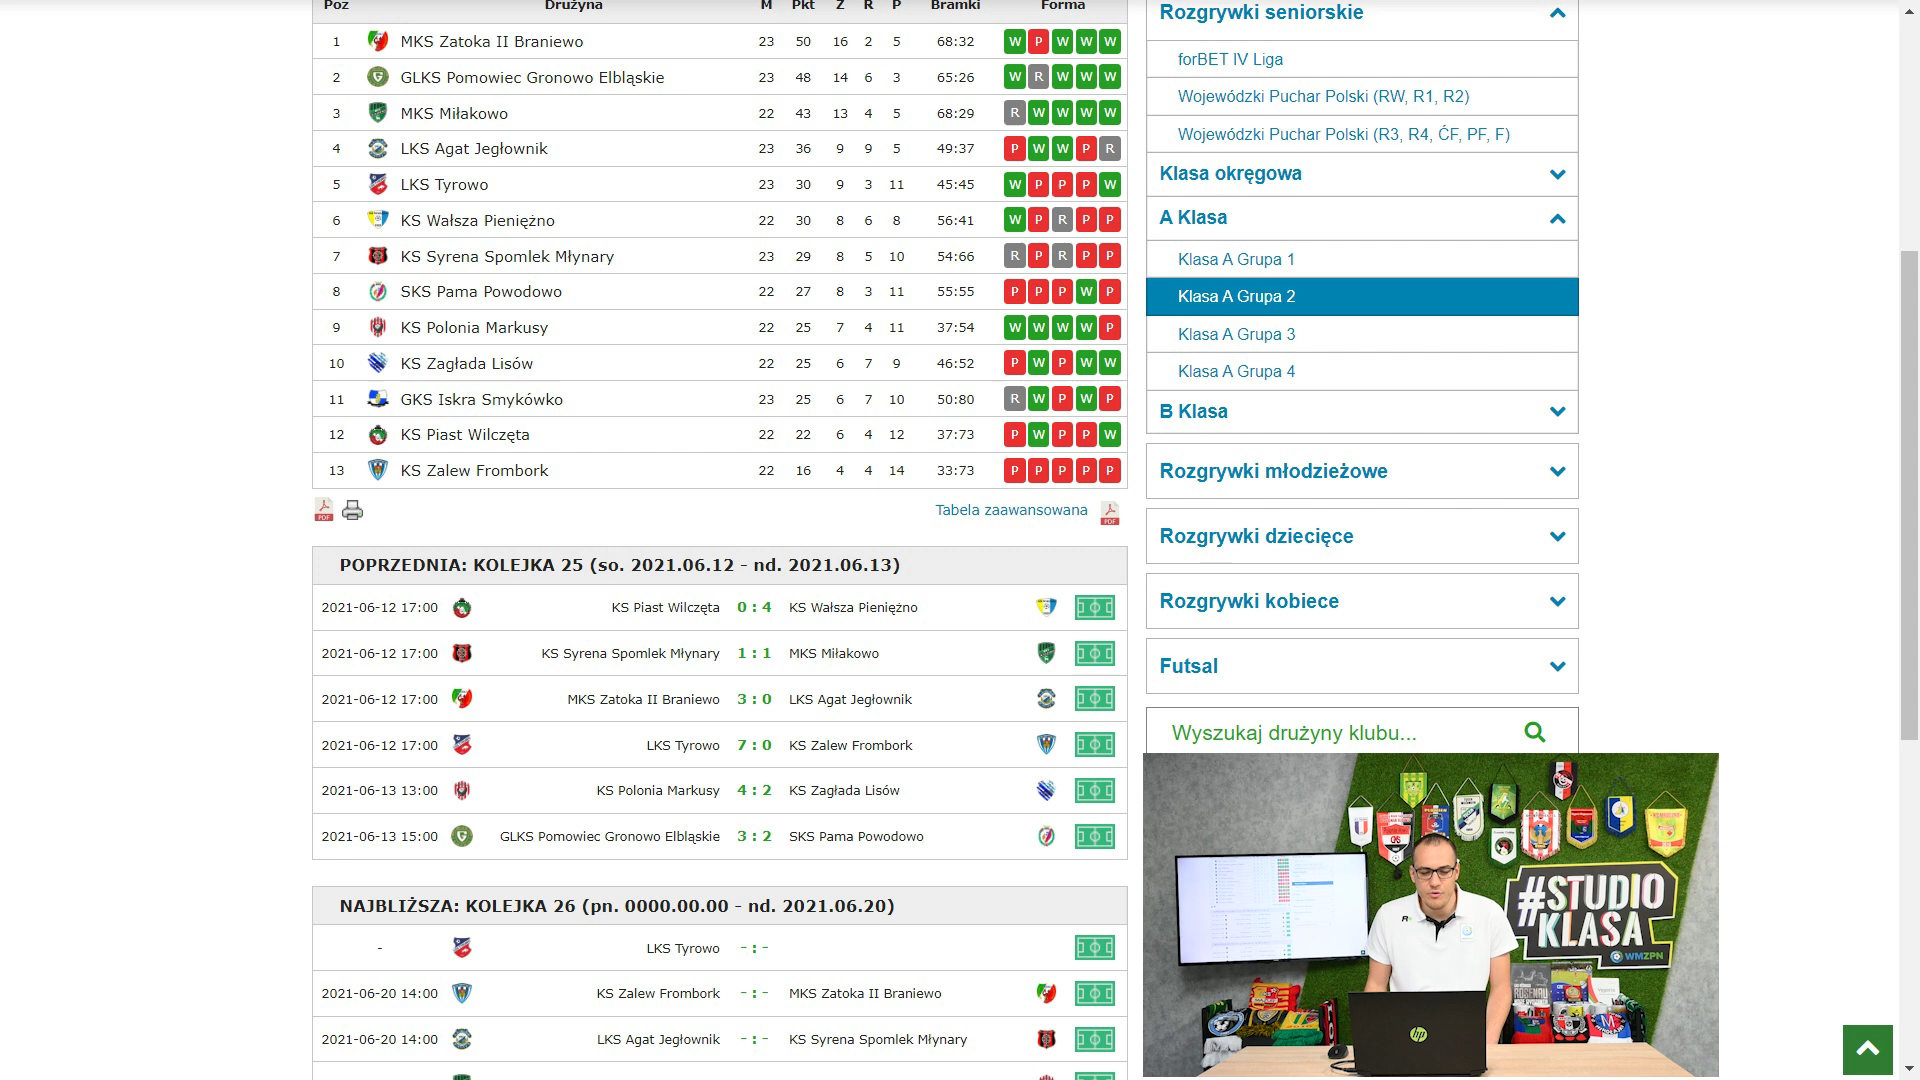 Poz Drużyna M Pkt Z R P Bramki Forma
1 MKS Zatoka II Braniewo 23 50 16 2 5 68:32 W P W W W
2 GLKS Pomowiec Gronowo Elbląskie 23 48 14 6 3 65:26 W R W W W
3 MKS Miłakowo 22 43 13 4 5 68:29 R W W W W
4 LKS Agat Jegłownik 23 36 9 9 5 49:37 P W W P R
5 LKS Tyrowo 23 30 9 3 11 45:45 W P P P W
6 KS Wałsza Pieniężno 22 30 8 6 8 56:41 W P R P P
7 KS Syrena Spomlek Młynary 23 29 8 5 10 54:66 R P R P P
8 SKS Pama Powodowo 22 27 8 3 11 55:55 P P P W P
9 KS Polonia Markusy 22 25 7 4 11 37:54 W W W W P
10 KS Zagłada Lisów 22 25 6 7 9 46:52 P W P W W
11 GKS Iskra Smykówko 23 25 6 7 10 50:80 R W P W P
12 KS Piast Wilczęta 22 22 6 4 12 37:73 P W P P W
13 KS Zalew Frombork 22 16 4 4 14 33:73 P P P P P
Tabela zaawansowana
POPRZEDNIA: KOLEJKA 25 (so. 2021.06.12 - nd. 2021.06.13)
2021-06-12 17:00 KS Piast Wilczęta 0 : 4 KS Wałsza Pieniężno
2021-06-12 17:00 KS Syrena Spomlek Młynary 1 : 1 MKS Miłakowo
2021-06-12 17:00 MKS Zatoka II Braniewo 3 : 0 LKS Agat Jegłownik
2021-06-12 17:00 LKS Tyrowo 7 : 0 KS Zalew Frombork
2021-06-13 13:00 KS Polonia Markusy 4 : 2 KS Zagłada Lisów
2021-06-13 15:00 GLKS Pomowiec Gronowo Elbląskie 3 : 2 SKS Pama Powodowo
NAJBLIŻSZA: KOLEJKA 26 (pn. 0000.00.00 - nd. 2021.06.20)
- LKS Tyrowo - : -
2021-06-20 14:00 KS Zalew Frombork - : - MKS Zatoka II Braniewo
2021-06-20 14:00 LKS Agat Jegłownik - : - KS Syrena Spomlek Młynary
Rozgrywki seniorskie
forBET IV Liga
Wojewódzki Puchar Polski (RW, R1, R2)
Wojewódzki Puchar Polski (R3, R4, ĆF, PF, F)
Klasa okręgowa
A Klasa
Klasa A Grupa 1
Klasa A Grupa 2
Klasa A Grupa 3
Klasa A Grupa 4
B Klasa
Rozgrywki młodzieżowe
Rozgrywki dziecięce
Rozgrywki kobiece
Futsal
Wyszukaj drużyny klubu...
#STUDIO
KLASA
WMZPN
hp